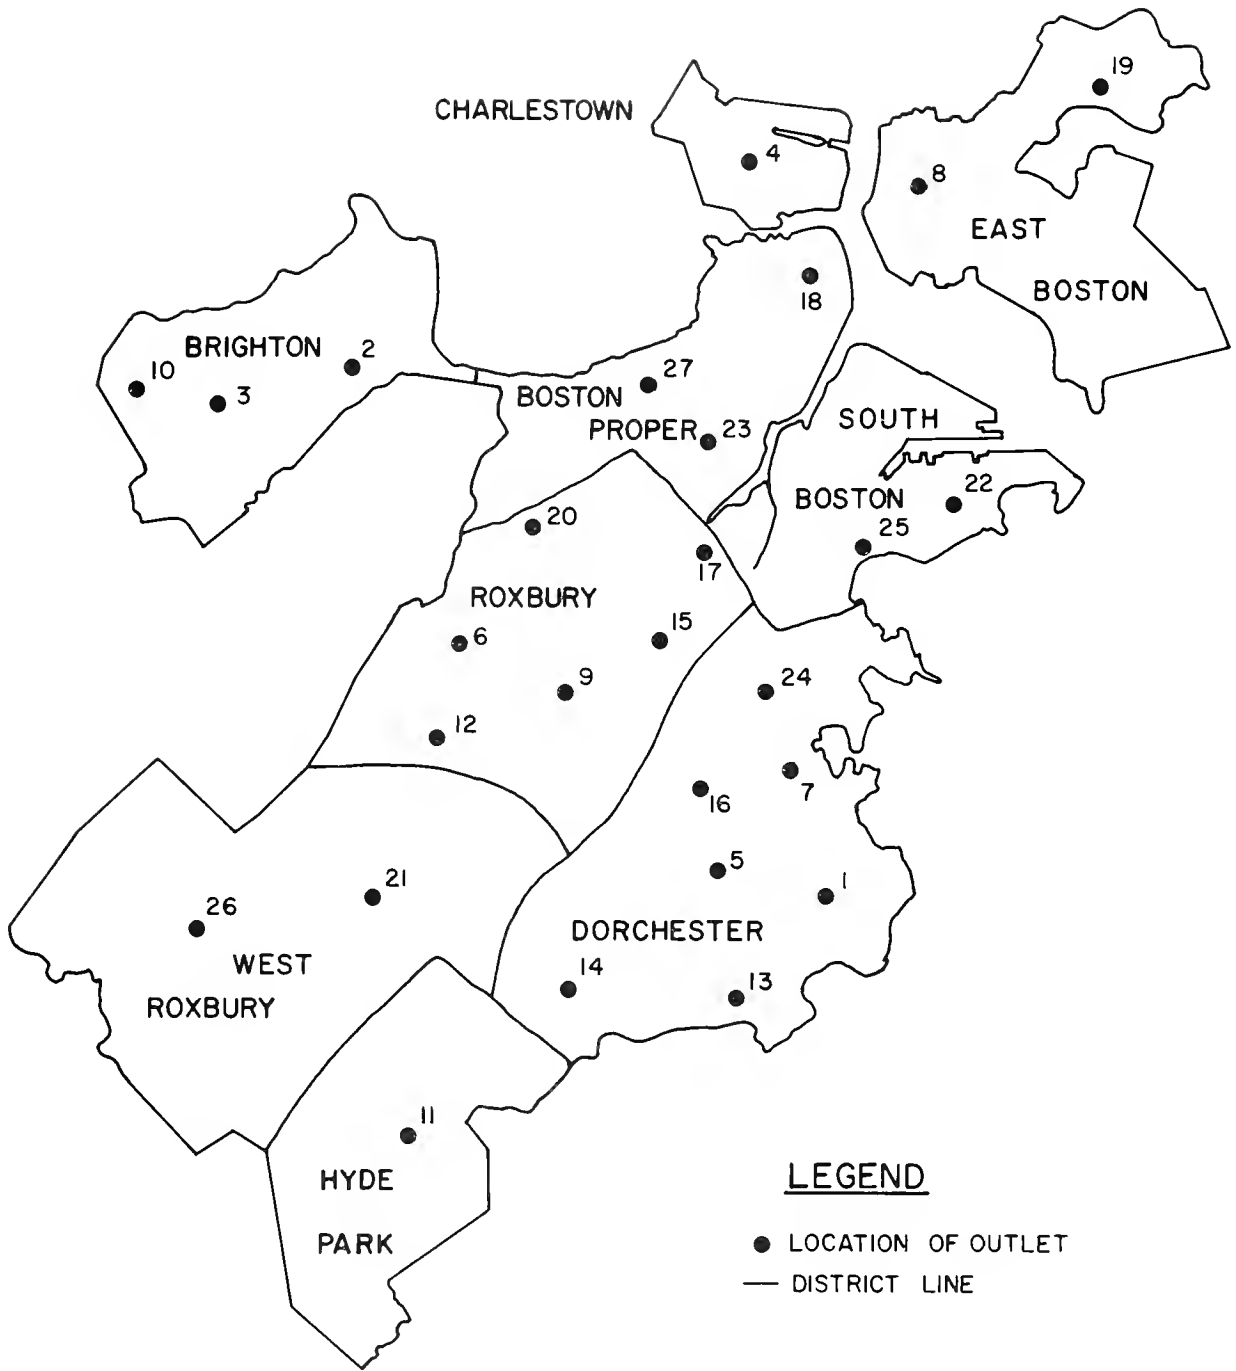 19
CHARLESTOWN
4
8
EAST
BOSTON
18
BRIGHTON
2
10
3
27
BOSTON
PROPER
23
SOUTH
BOSTON
22
25
20
17
ROXBURY
15
6
9
24
12
7
16
5
1
21
26
DORCHESTER
WEST
ROXBURY
14
13
11
HYDE
PARK
LEGEND
LOCATION OF OUTLET
DISTRICT LINE